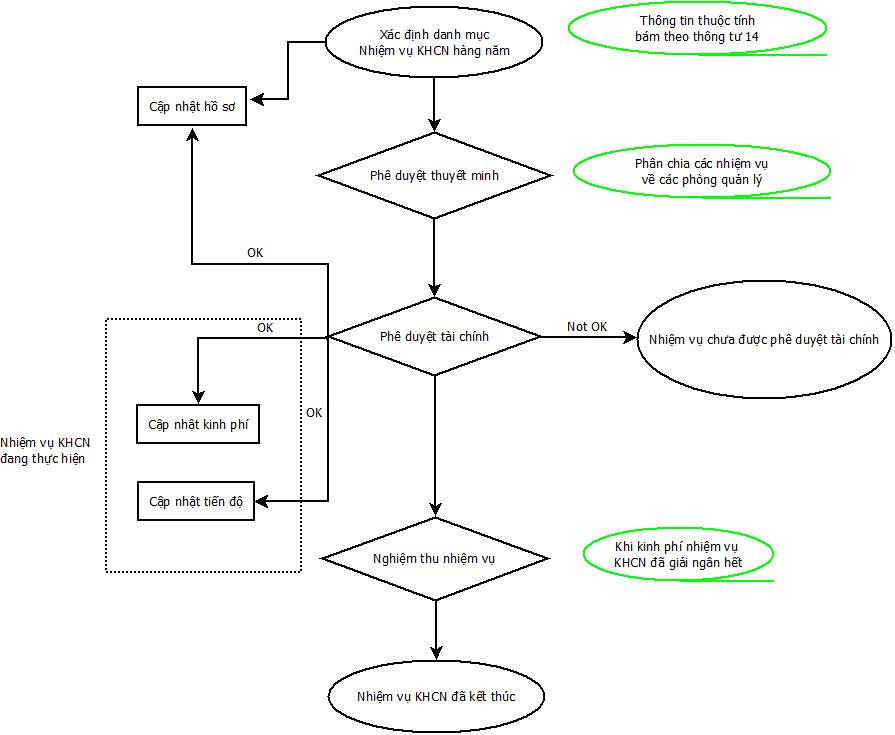 Xác định danh mục
Nhiệm vụ KHCN hàng năm
Thông tin thuộc tính
bám theo thông tư 14
Cập nhật hồ sơ
Phê duyệt thuyết minh
Phân chia các nhiệm vụ
về các phòng quản lý
OK
OK
Phê duyệt tài chính
Not OK
Nhiệm vụ chưa được phê duyệt tài chính
OK
Cập nhật kinh phí
Nhiệm vụ KHCN
đang thực hiện
Cập nhật tiến độ
Nghiệm thu nhiệm vụ
Khi kinh phí nhiệm vụ
KHCN đã giải ngân hết
Nhiệm vụ KHCN đã kết thúc